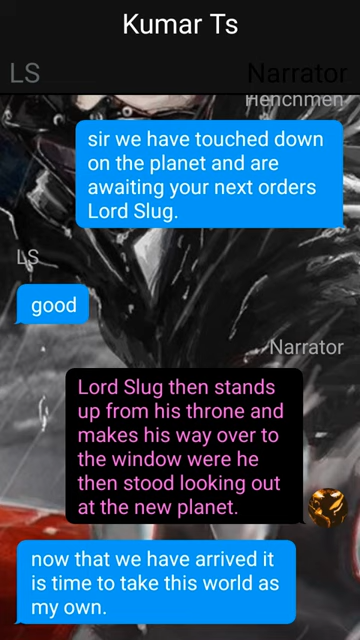 Kumar Ts
LS
Narrator
Henchmen
sir we have touched down
on the planet and are
awaiting your next orders
Lord Slug.
LS
good
Narrator
Lord Slug then stands
up from his throne and
makes his way over to
the window were he
then stood looking out
at the new planet.
now that we have arrived it
is time to take this world as
my own.